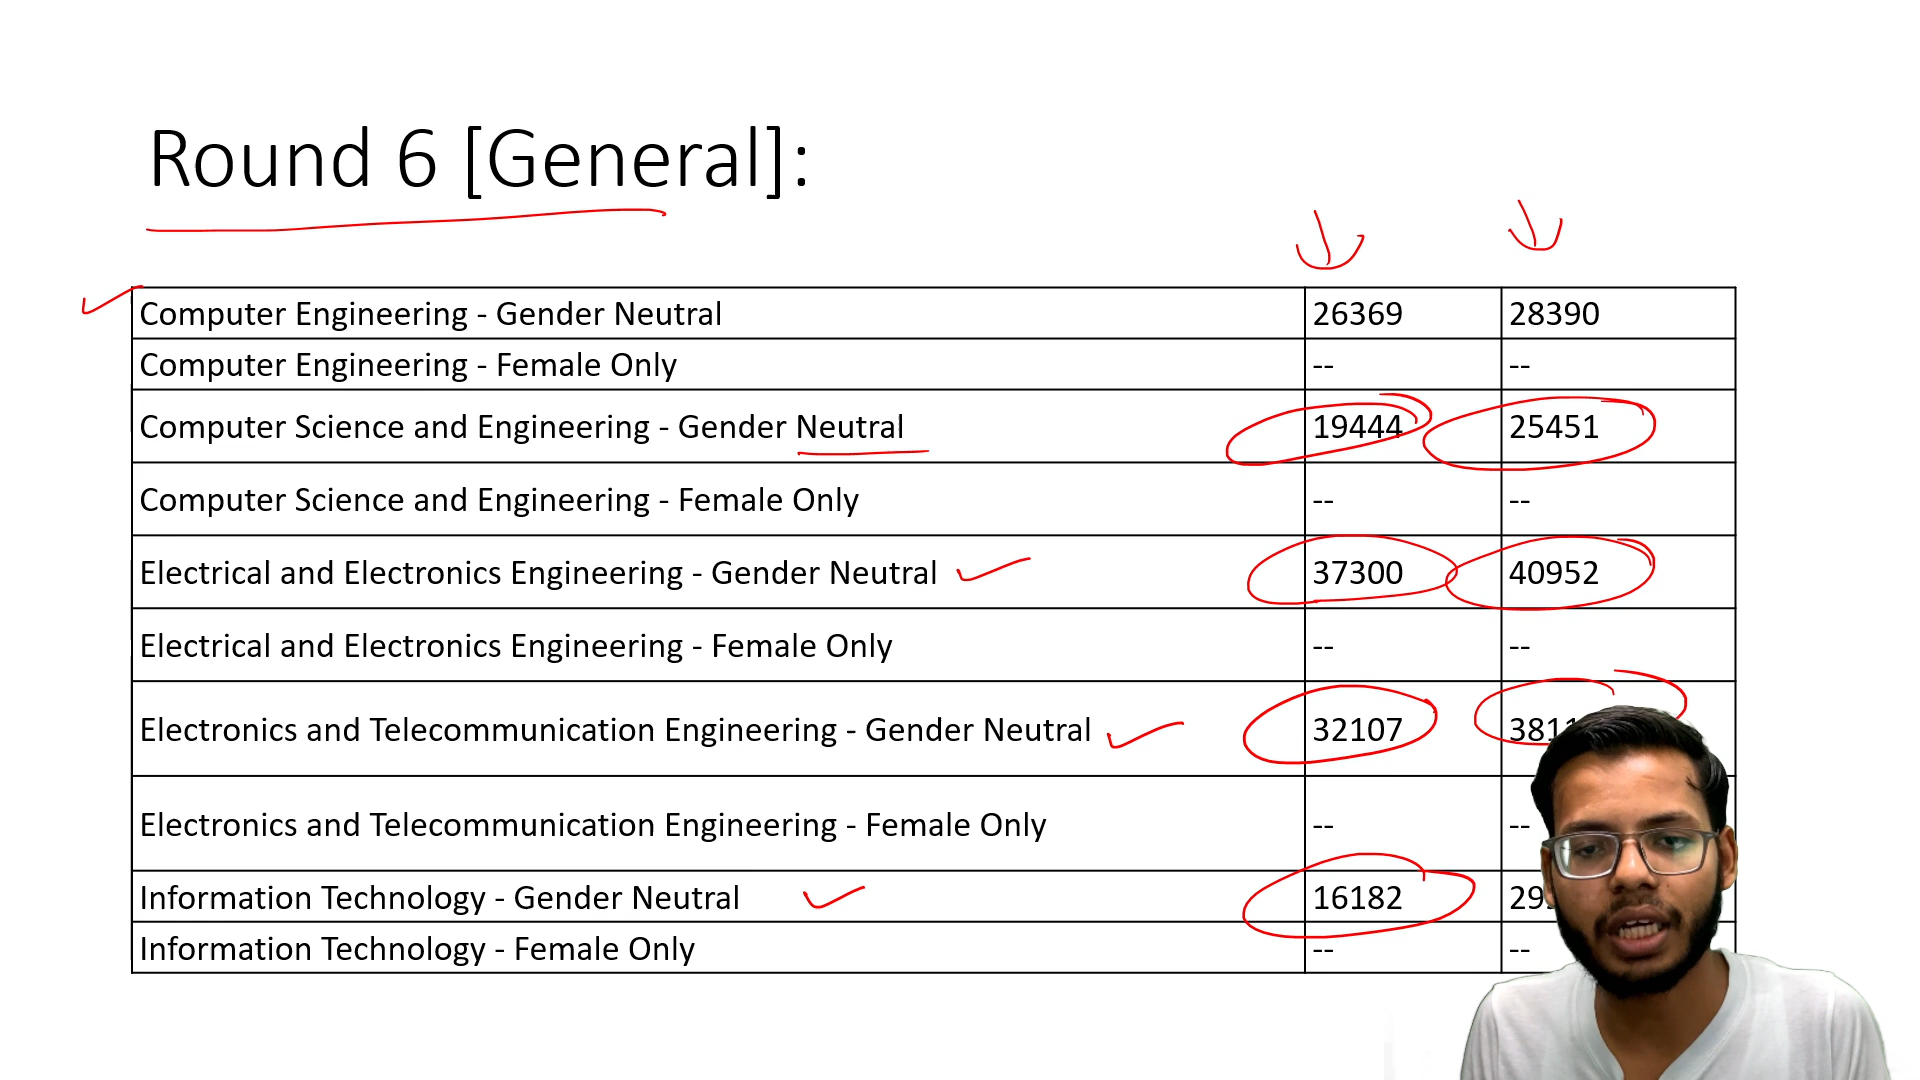 Round 6 [General]:
Computer Engineering - Gender Neutral 26369 28390
Computer Engineering - Female Only -- --
Computer Science and Engineering - Gender Neutral 19444 25451
Computer Science and Engineering - Female Only -- --
Electrical and Electronics Engineering - Gender Neutral 37300 40952
Electrical and Electronics Engineering - Female Only -- --
Electronics and Telecommunication Engineering - Gender Neutral 32107
Electronics and Telecommunication Engineering - Female Only -- --
Information Technology - Gender Neutral 16182
Information Technology - Female Only -- --